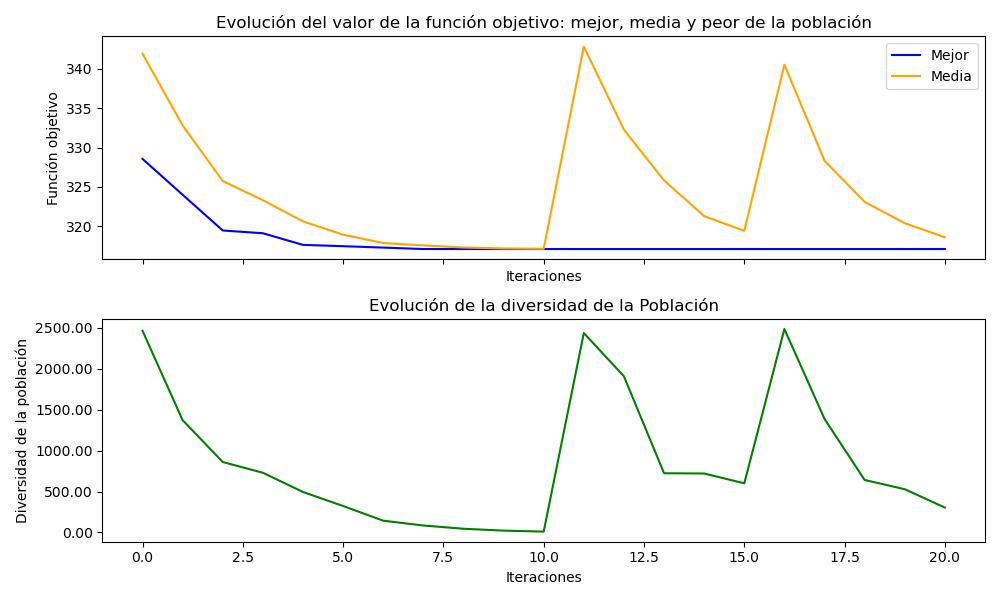 Evolución del valor de la función objetivo: mejor, media y peor de la población
Función objetivo
340
335
330
325
320
Mejor
Media
Iteraciones
Evolución de la diversidad de la Población
Diversidad de la población
2500.00
2000.00
1500.00
1000.00
500.00
0.00
0.0 2.5 5.0 7.5 10.0 12.5 15.0 17.5 20.0
Iteraciones